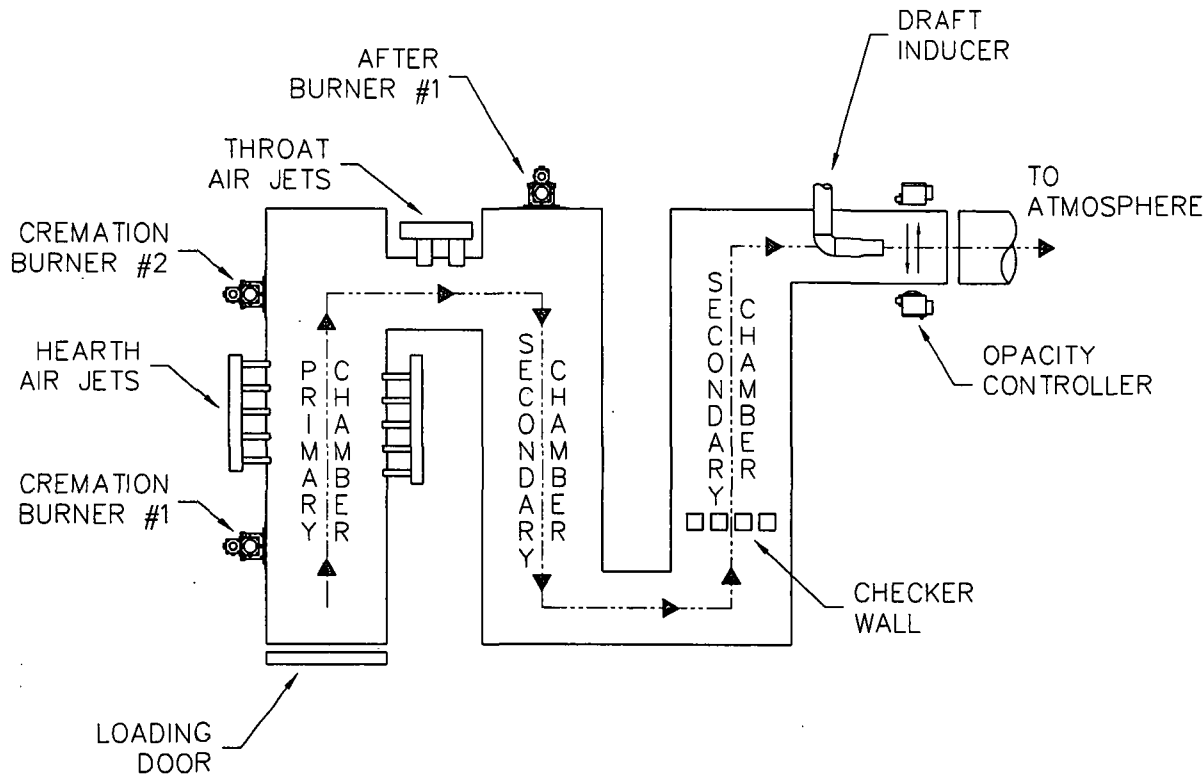 DRAFT
INDUCER
AFTER
BURNER #1
THROAT
AIR JETS
TO
ATMOSPHERE
CREMATION
BURNER #2
HEARTH
AIR JETS
PRIMARY
CHAMBER
SECONDARY
CHAMBER
SECONDARY
CHAMBER
OPACITY
CONTROLLER
CREMATION
BURNER #1
CHECKER
WALL
LOADING
DOOR